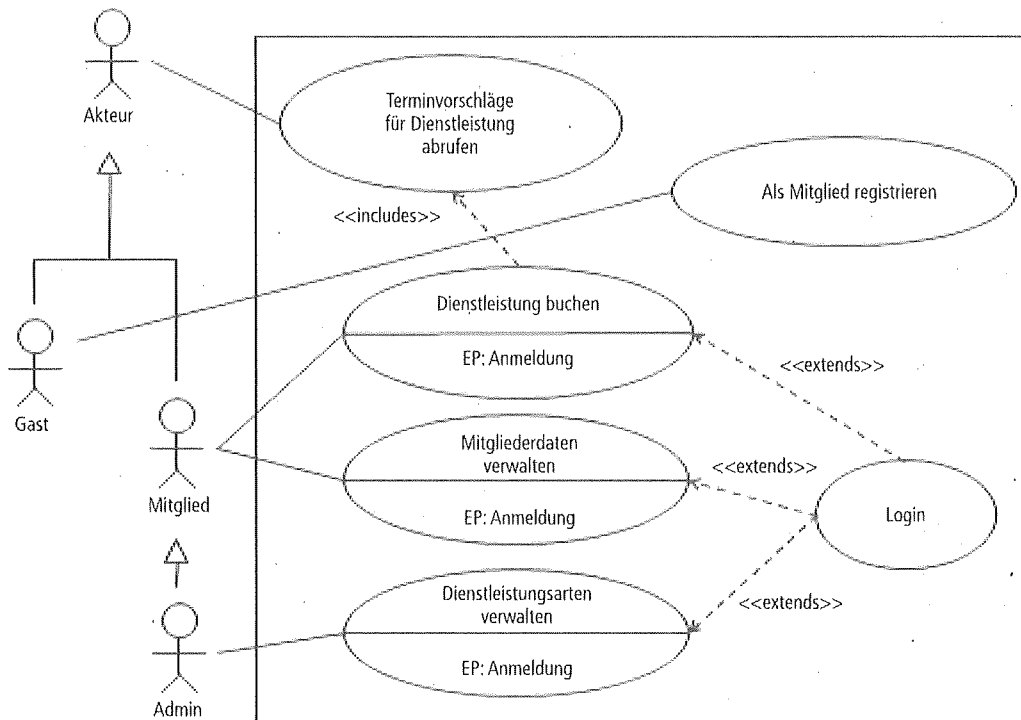 Akteur
Terminvorschläge
für Dienstleistung
abrufen
Als Mitglied registrieren
<<includes>>
Dienstleistung buchen
EP: Anmeldung
<<extends>>
Gast
Mitgliederdaten
verwalten
EP: Anmeldung
<<extends>>
Login
Mitglied
Dienstleistungsarten
verwalten
EP: Anmeldung
<<extends>>
Admin